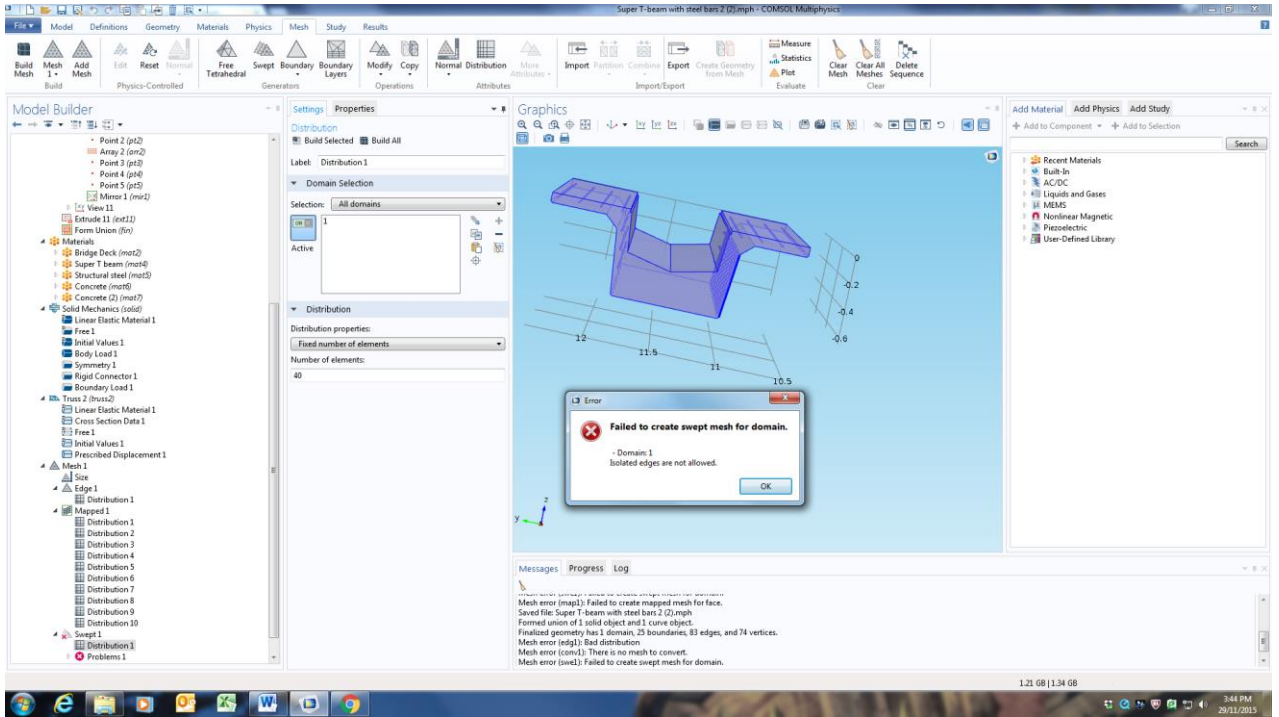 Super T-beam with steel bars 2 (2).mph - COMSOL Multiphysics
File
Model
Definitions
Geometry
Materials
Physics
Mesh
Study
Results
Build Mesh
Mesh 1
Add Mesh
Edit
Reset
Normal
Free Tetrahedral
Swept
Boundary
Boundary Layers
Modify
Copy
Normal
Distribution
More Attributes
Import
Partition
Combine
Export
Create Geometry from Mesh
Measure
Statistics
Plot
Clear Mesh
Clear All Meshes
Delete Sequence
Build
Physics-Controlled
Generators
Operations
Attributes
Import/Export
Evaluate
Clear
Model Builder
Point 2 (pt2)
Array 2 (arr2)
Point 3 (pt3)
Point 4 (pt4)
Point 5 (pt5)
Mirror 1 (mir1)
View 11
Extrude 11 (ext11)
Form Union (fin)
Materials
Bridge Deck (mat2)
Super T beam (mat4)
Structural steel (mat5)
Concrete (mat6)
Concrete (2) (mat7)
Solid Mechanics (solid)
Linear Elastic Material 1
Free 1
Initial Values 1
Body Load 1
Symmetry 1
Rigid Connector 1
Boundary Load 1
Truss 2 (truss2)
Linear Elastic Material 1
Cross Section Data 1
Free 1
Initial Values 1
Prescribed Displacement 1
Mesh 1
Size
Edge 1
Distribution 1
Mapped 1
Distribution 1
Distribution 2
Distribution 3
Distribution 4
Distribution 5
Distribution 6
Distribution 7
Distribution 8
Distribution 9
Distribution 10
Swept 1
Distribution 1
Problems 1
Settings
Properties
Distribution
Build Selected
Build All
Label: Distribution 1
Domain Selection
Selection: All domains
1
Active
Distribution
Distribution properties:
Fixed number of elements
Number of elements:
40
Graphics
0
-0.2
-0.4
-0.6
12
11.5
11
10.5
z
y
Error
Failed to create swept mesh for domain.
- Domain: 1
Isolated edges are not allowed.
OK
Messages
Progress
Log
Mesh error (map1): Failed to create mapped mesh for face.
Saved file: Super T-beam with steel bars 2 (2).mph
Formed union of 1 solid object and 1 curve object.
Finalized geometry has 1 domain, 25 boundaries, 83 edges, and 74 vertices.
Mesh error (edg1): Bad distribution
Mesh error (conv1): There is no mesh to convert.
Mesh error (swe1): Failed to create swept mesh for domain.
Add Material
Add Physics
Add Study
+ Add to Component
+ Add to Selection
Search
Recent Materials
Built-In
AC/DC
Liquids and Gases
MEMS
Nonlinear Magnetic
Piezoelectric
User-Defined Library
1.21 GB | 1.34 GB
3:44 PM
29/11/2015